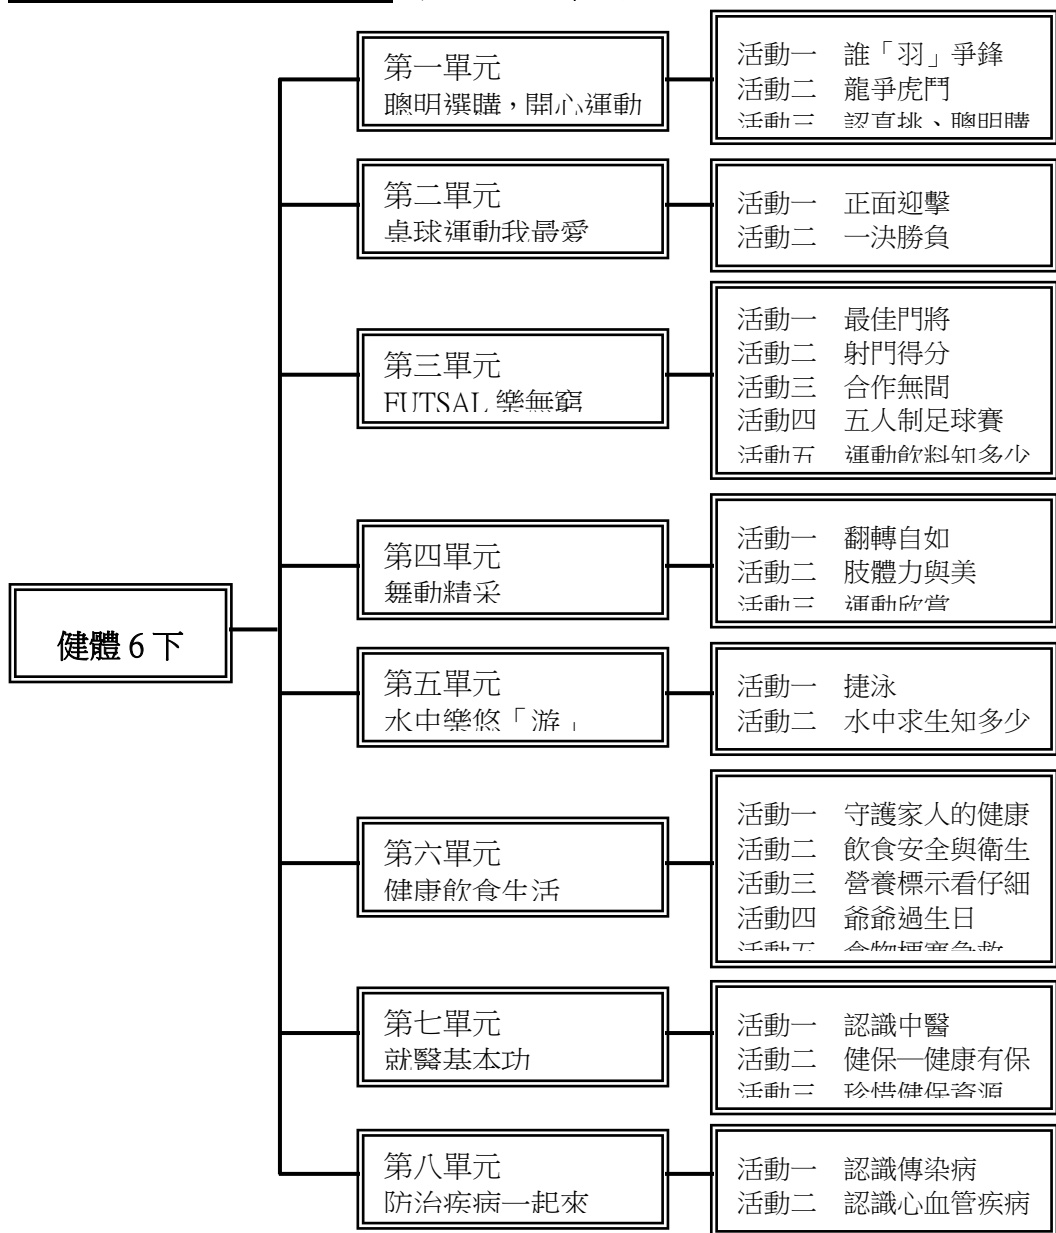 第一單元
聰明選購，開心運動
活動一　誰「羽」爭鋒
活動二　龍爭虎鬥
活動三　認真挑、聰明購
第二單元
桌球運動我最愛
活動一　正面迎擊
活動二　一決勝負
第三單元
FUTSAL 樂無窮
活動一　最佳門將
活動二　射門得分
活動三　合作無間
活動四　五人制足球賽
活動五　運動飲料知多少
健體 6 下
第四單元
舞動精采
活動一　翻轉自如
活動二　肢體力與美
活動三　運動欣賞
第五單元
水中樂悠「游」
活動一　捷泳
活動二　水中求生知多少
第六單元
健康飲食生活
活動一　守護家人的健康
活動二　飲食安全與衛生
活動三　營養標示看仔細
活動四　爺爺過生日
活動五　食物梗塞急救
第七單元
就醫基本功
活動一　認識中醫
活動二　健保─健康有保
活動三　珍惜健保資源
第八單元
防治疾病一起來
活動一　認識傳染病
活動二　認識心血管疾病